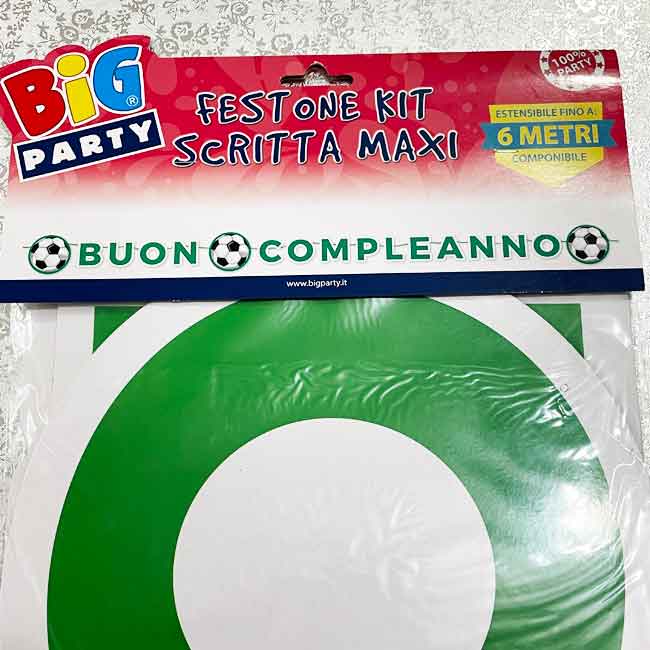 BiG®
PARTY
FESTONE KIT
SCRITTA MAXI
100%
PARTY
ESTENSIBILE FINO A:
6 METRI
COMPONIBILE
BUON COMPLEANNO
www.bigparty.it